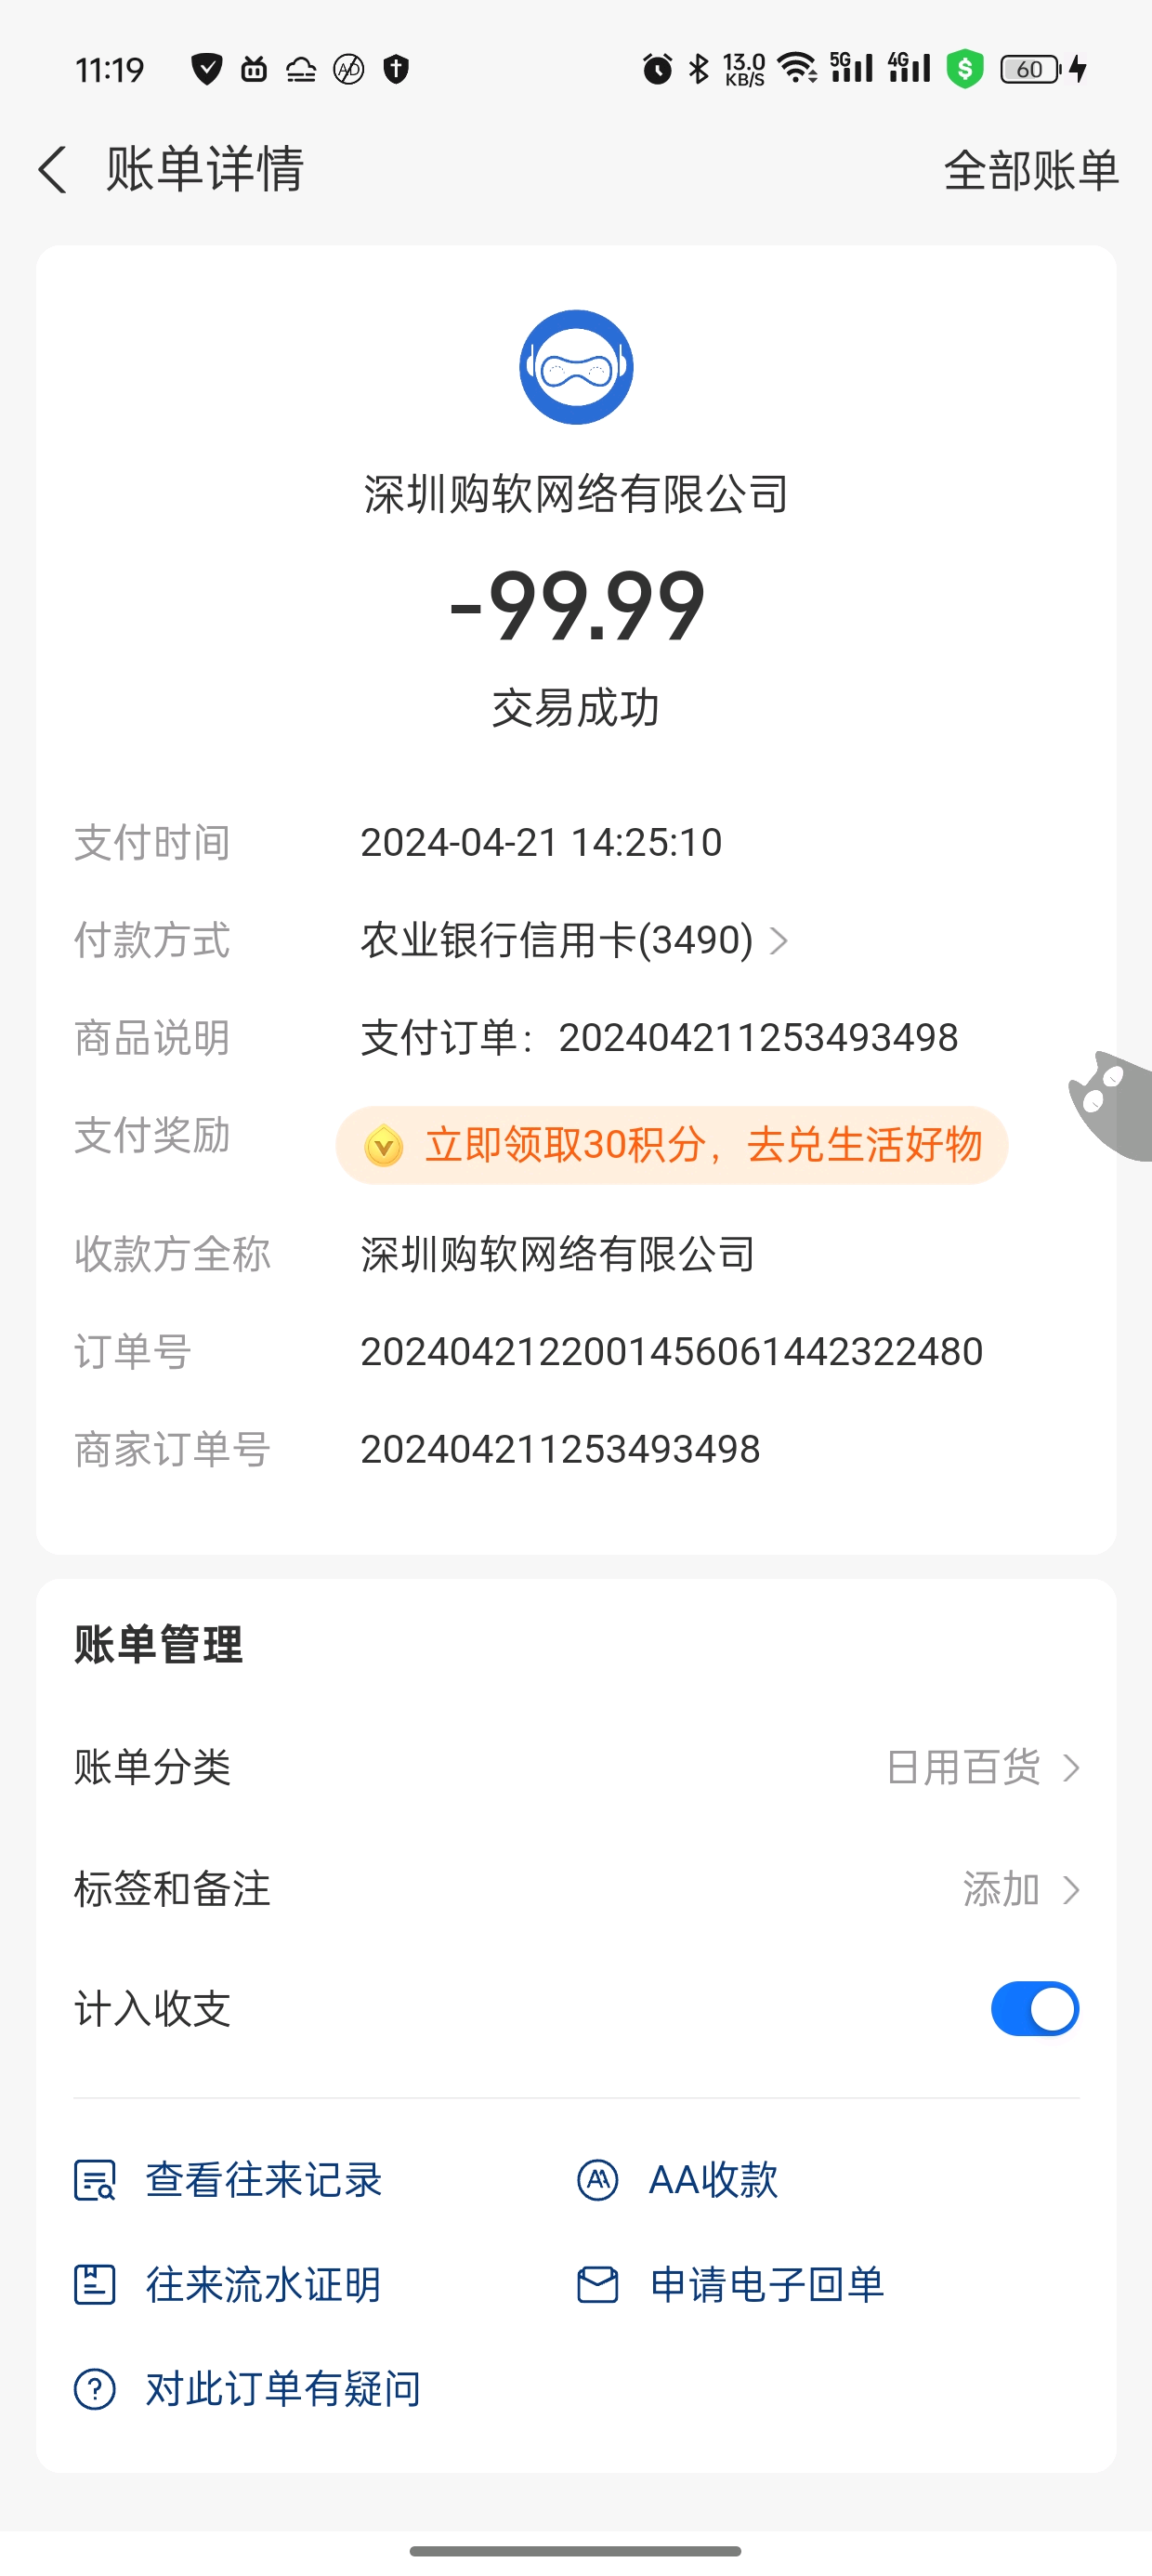 11:19 13.0 KB/S 5G 4G 60
账单详情 全部账单
深圳购软网络有限公司
-99.99
交易成功
支付时间 2024-04-21 14:25:10
付款方式 农业银行信用卡(3490)
商品说明 支付订单：202404211253493498
支付奖励 立即领取30积分，去兑生活好物
收款方全称 深圳购软网络有限公司
订单号 2024042122001456061442322480
商家订单号 202404211253493498
账单管理
账单分类 日用百货
标签和备注 添加
计入收支
查看往来记录 AA收款
往来流水证明 申请电子回单
对此订单有疑问